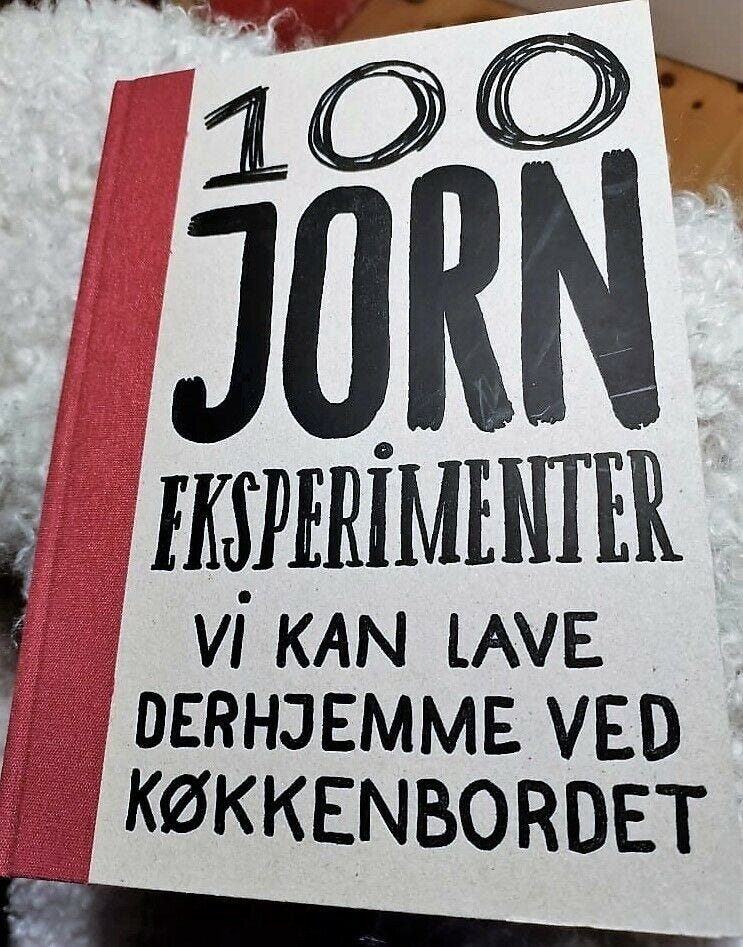 100
JORN
EKSPERIMENTER
Vi KAN LAVE
DERHJEMME VED
KØKKENBORDET